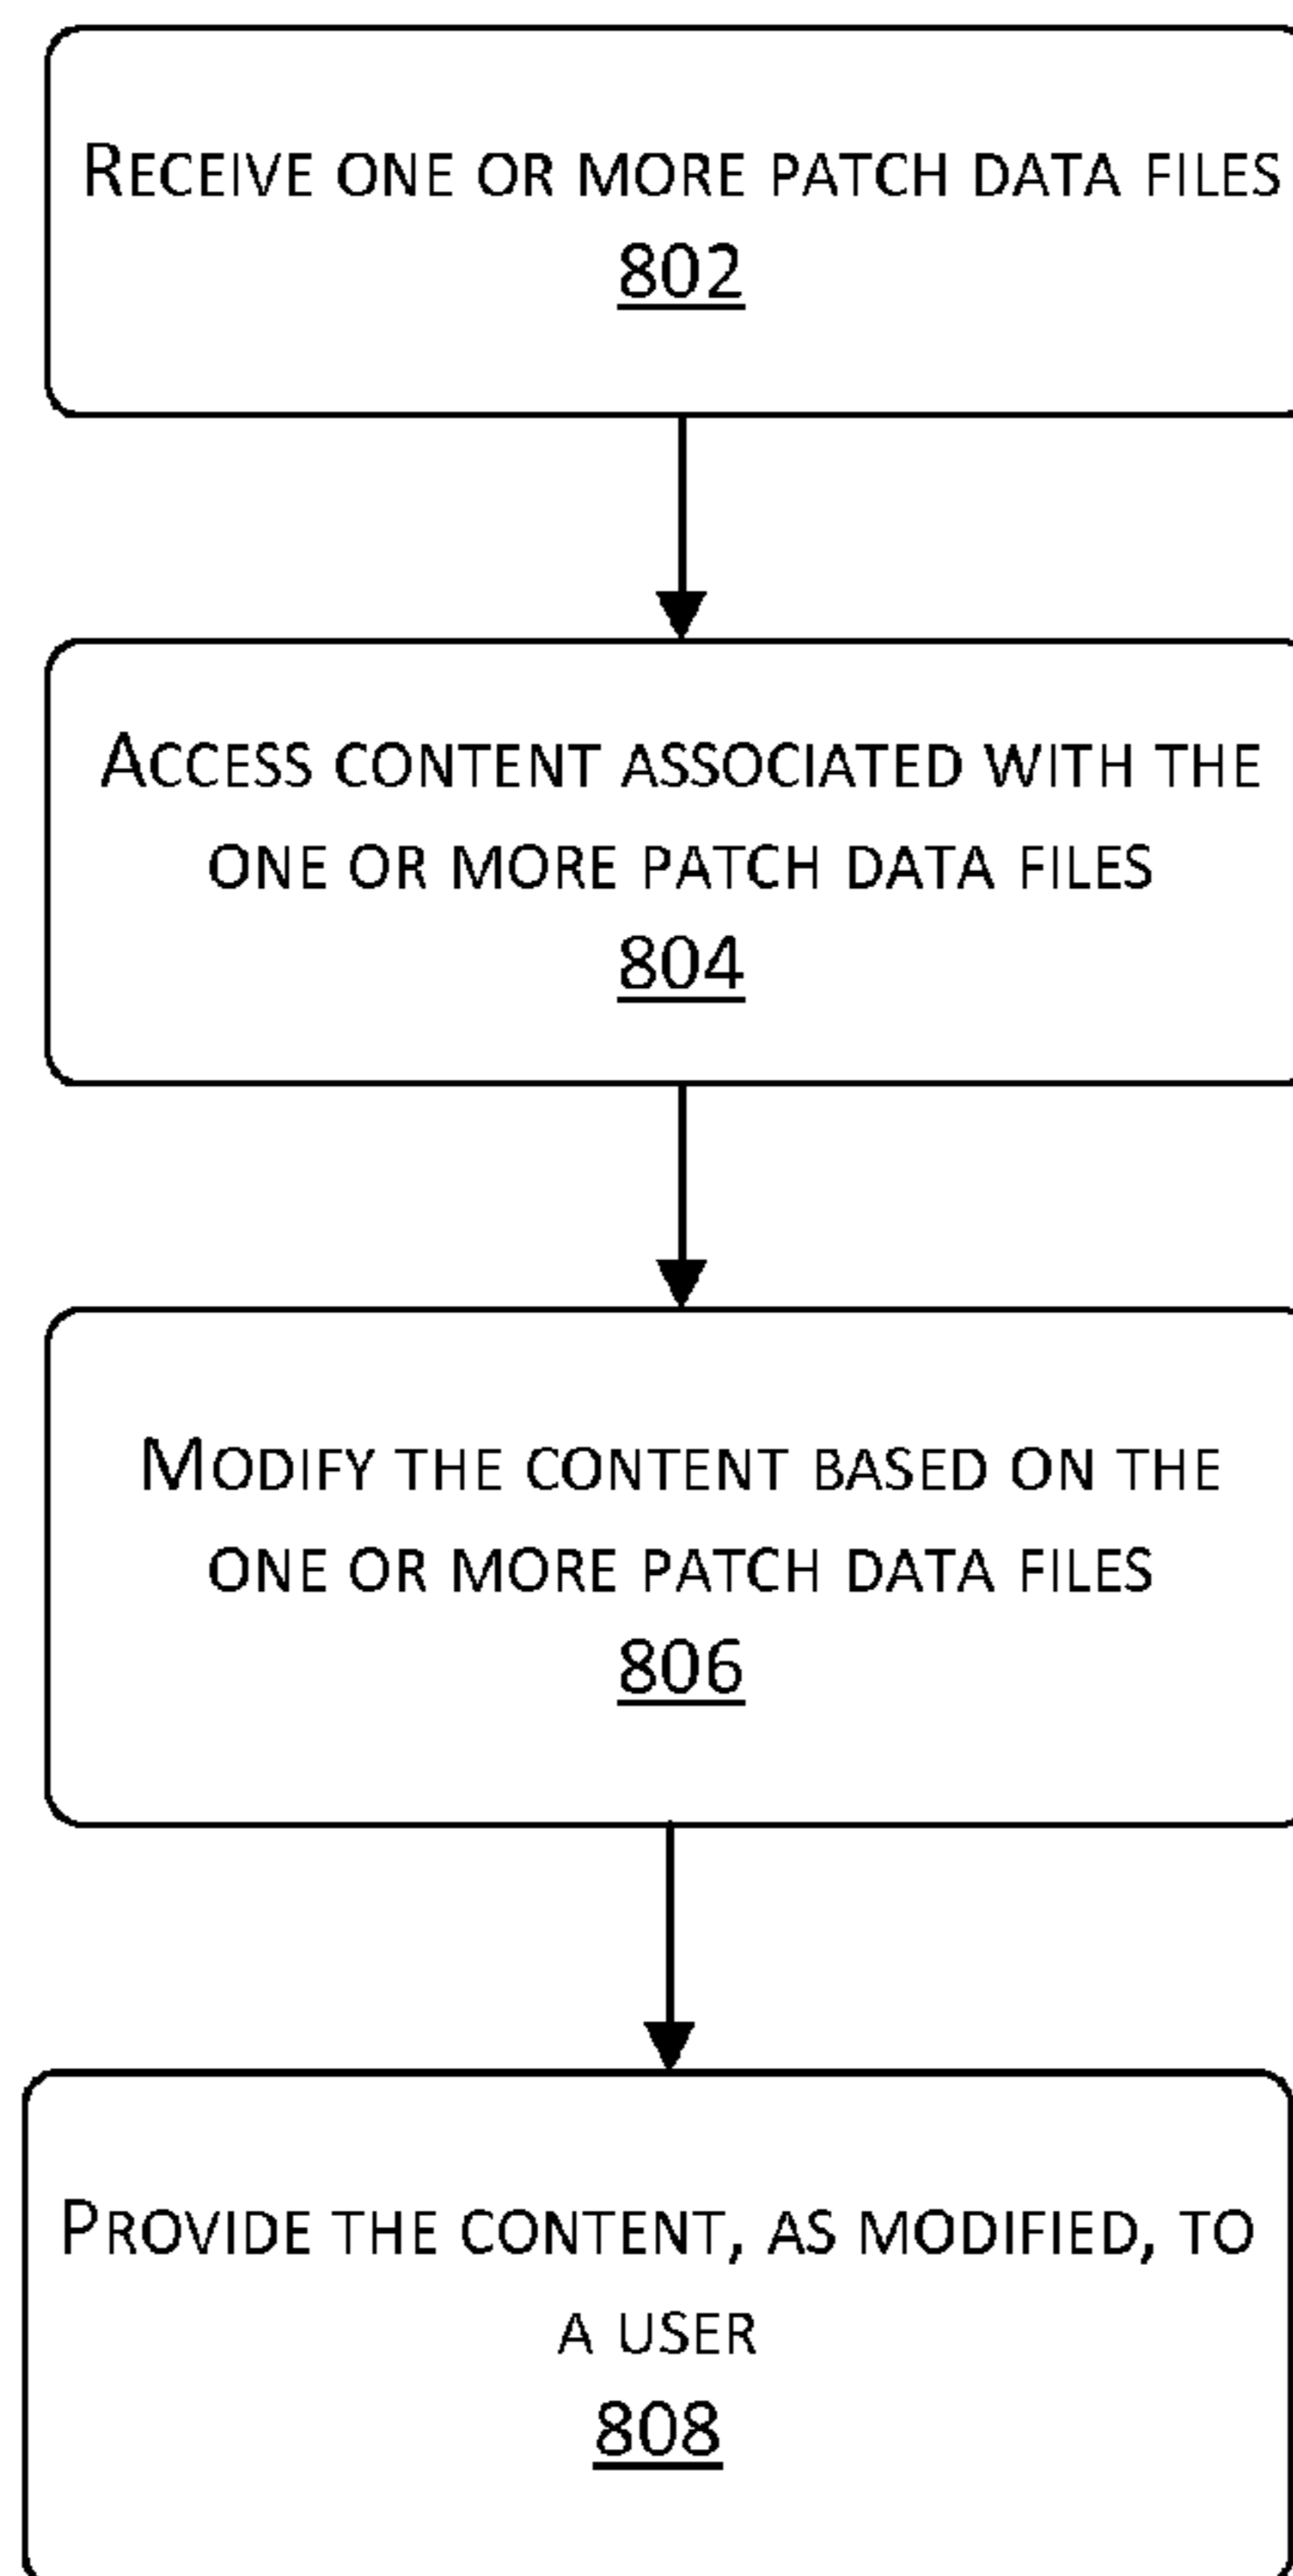 RECEIVE ONE OR MORE PATCH DATA FILES
802
ACCESS CONTENT ASSOCIATED WITH THE
ONE OR MORE PATCH DATA FILES
804
MODIFY THE CONTENT BASED ON THE
ONE OR MORE PATCH DATA FILES
806
PROVIDE THE CONTENT, AS MODIFIED, TO
A USER
808